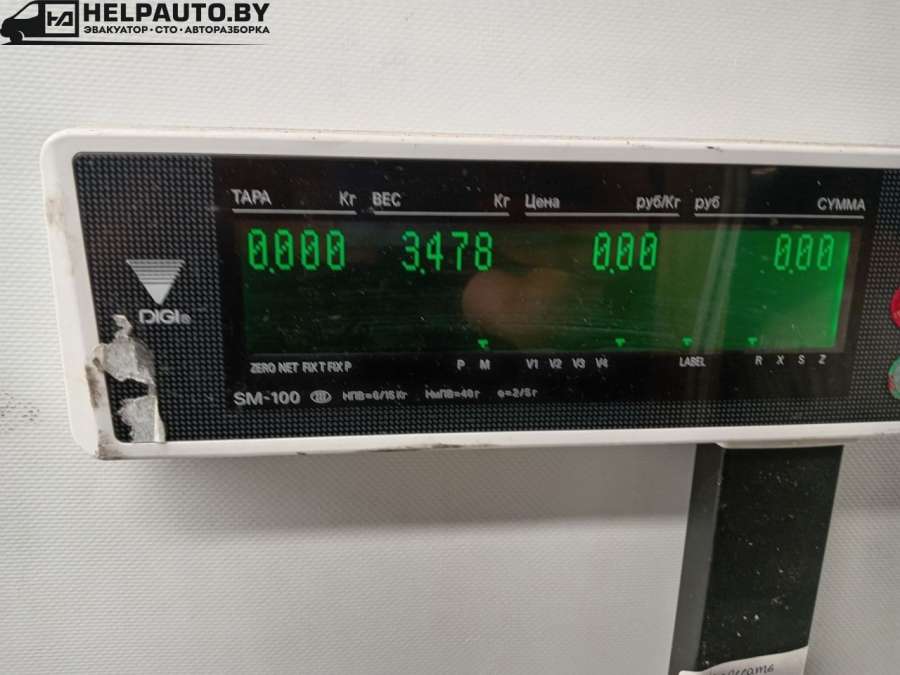 HELPAUTO.BY
ЭВАКУАТОР · СТО · АВТОРАЗБОРКА
ТАРА Кг ВЕС Кг Цена руб/Кг руб СУММА
0.000 3.478 0.00 0.00
DIGI®
ZERO NET FIX T FIX P P M V1 V2 V3 V4 LABEL R X S Z
SM-100 НПВ=6/15 Кг НмПВ=40 г e=2/5 г